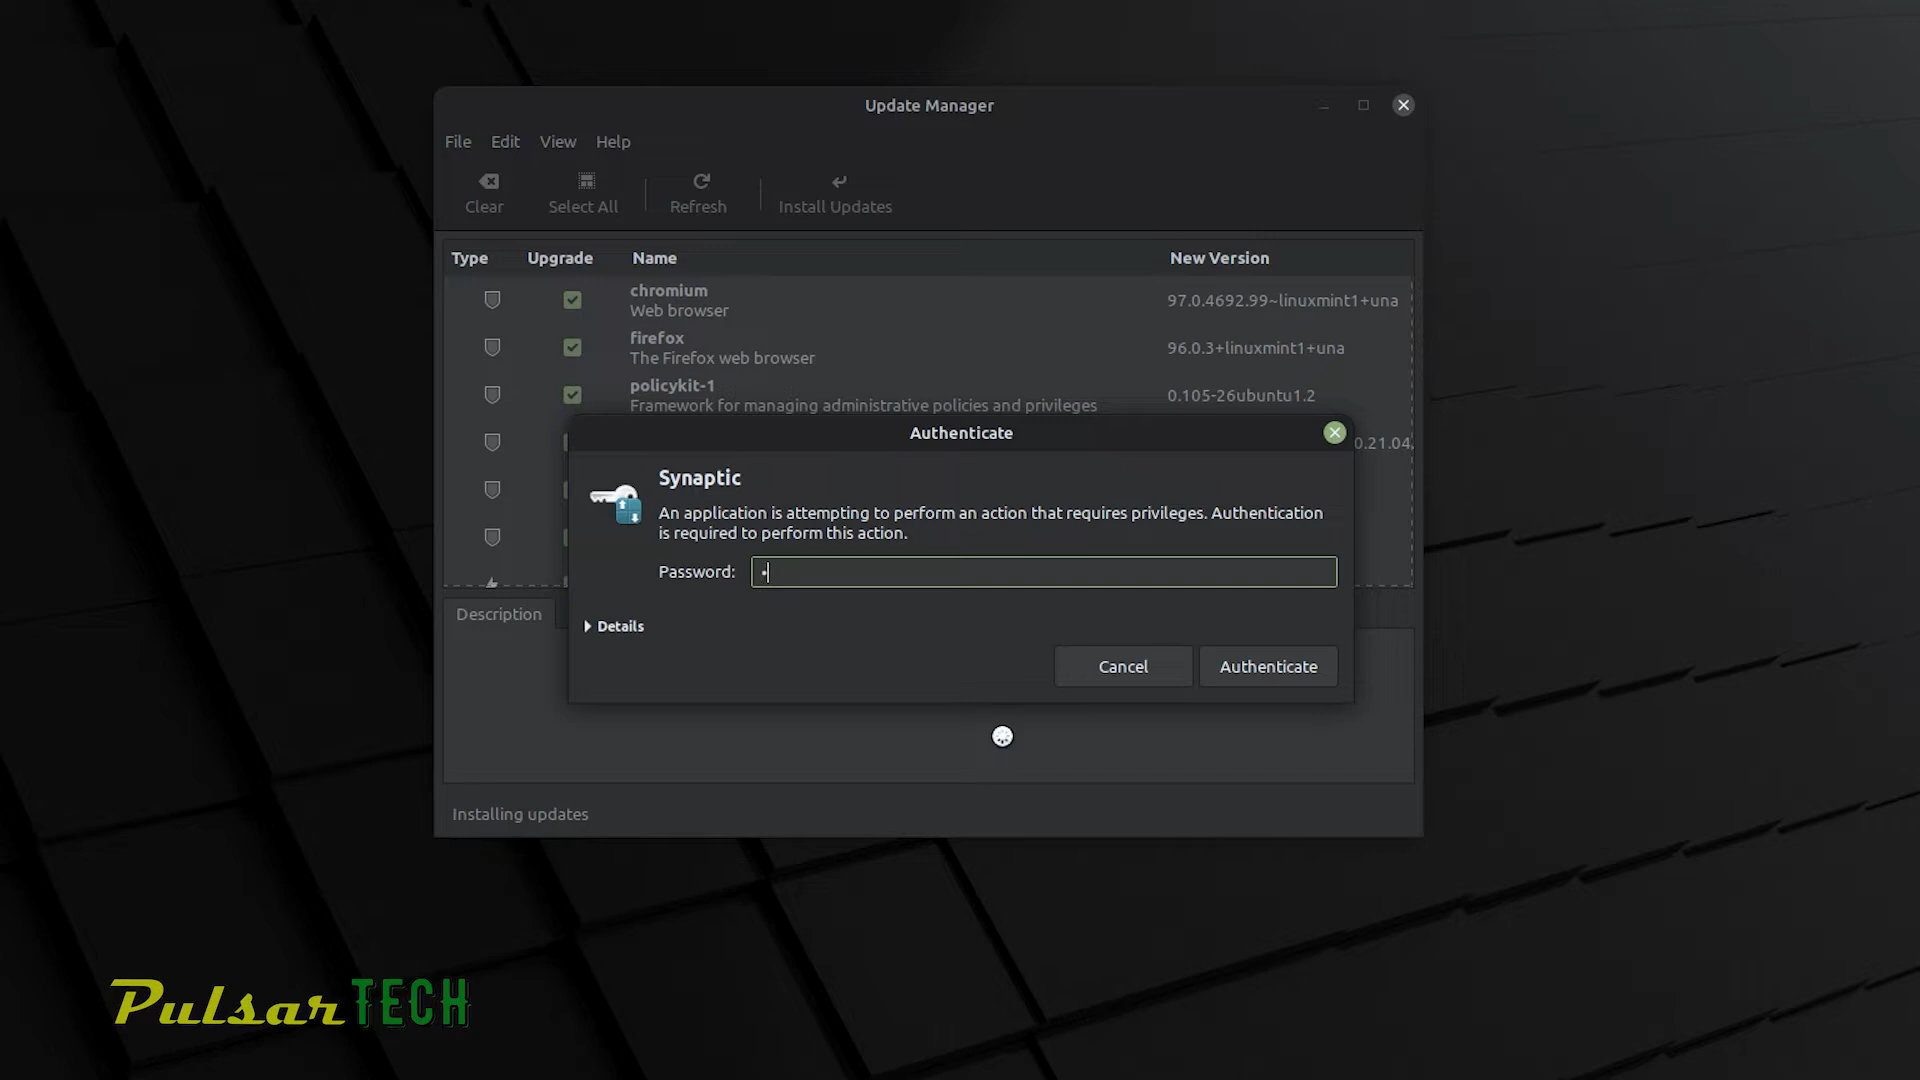 Update Manager
File Edit View Help
Clear Select All Refresh Install Updates
Type Upgrade Name New Version
chromium
Web browser
97.0.4692.99~linuxmint1+una
firefox
The Firefox web browser
96.0.3+linuxmint1+una
policykit-1
Framework for managing administrative policies and privileges
0.105-26ubuntu1.2
Authenticate
0.21.04.
Synaptic
An application is attempting to perform an action that requires privileges. Authentication
is required to perform this action.
Password: •
Details
Description
Cancel Authenticate
Installing updates
Pulsar TECH